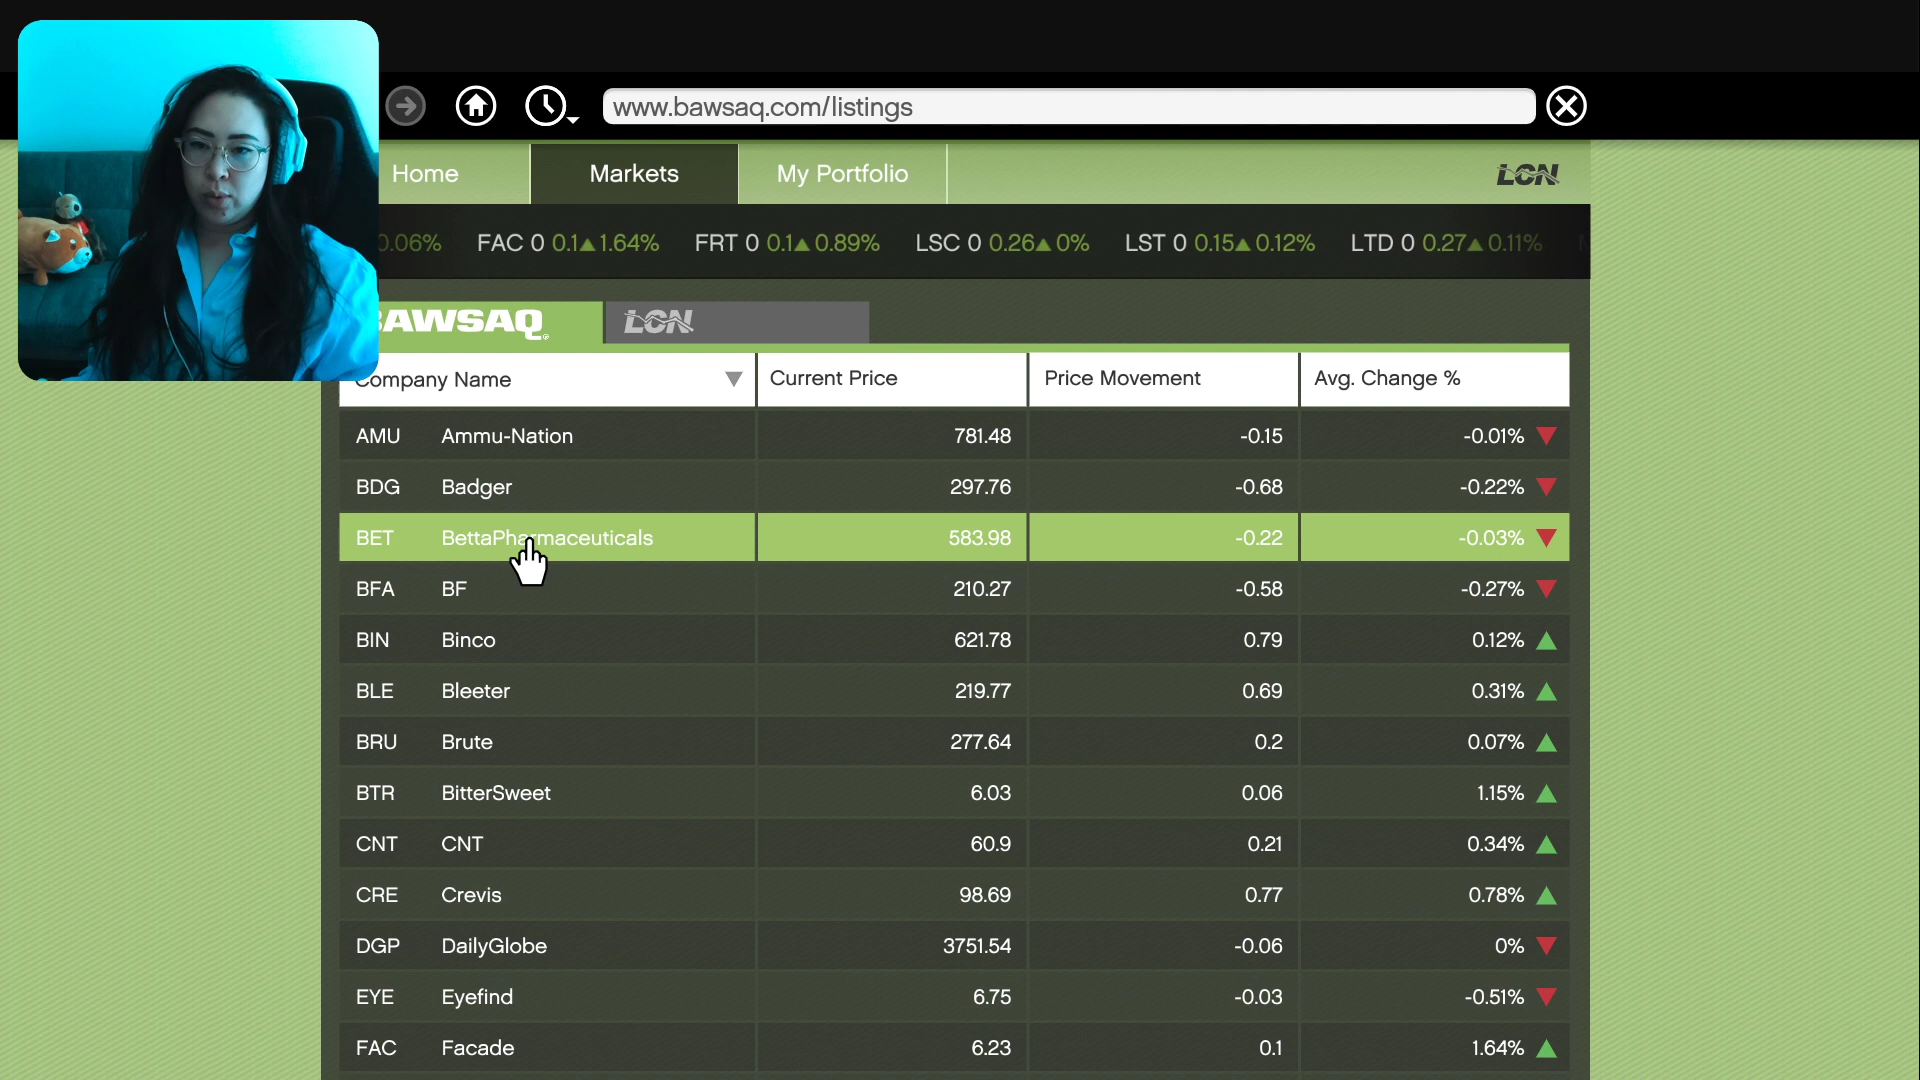 www.bawsaq.com/listings
Home Markets My Portfolio LCN
0.06% FAC 0 0.1▲1.64% FRT 0 0.1▲0.89% LSC 0 0.26▲0% LST 0 0.15▲0.12% LTD 0 0.27▲0.11%
BAWSAQ LCN
Company Name ▼ Current Price Price Movement Avg. Change %
AMU Ammu-Nation 781.48 -0.15 -0.01% ▼
BDG Badger 297.76 -0.68 -0.22% ▼
BET BettaPharmaceuticals 583.98 -0.22 -0.03% ▼
BFA BF 210.27 -0.58 -0.27% ▼
BIN Binco 621.78 0.79 0.12% ▲
BLE Bleeter 219.77 0.69 0.31% ▲
BRU Brute 277.64 0.2 0.07% ▲
BTR BitterSweet 6.03 0.06 1.15% ▲
CNT CNT 60.9 0.21 0.34% ▲
CRE Crevis 98.69 0.77 0.78% ▲
DGP DailyGlobe 3751.54 -0.06 0% ▼
EYE Eyefind 6.75 -0.03 -0.51% ▼
FAC Facade 6.23 0.1 1.64% ▲